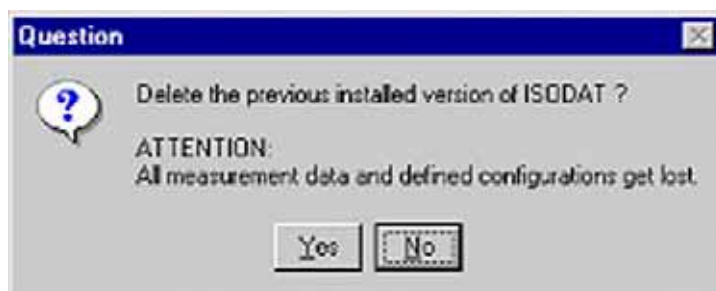 Question
Delete the previous installed version of ISODAT ?
ATTENTION:
All measurement data and defined configurations get lost.
Yes
No